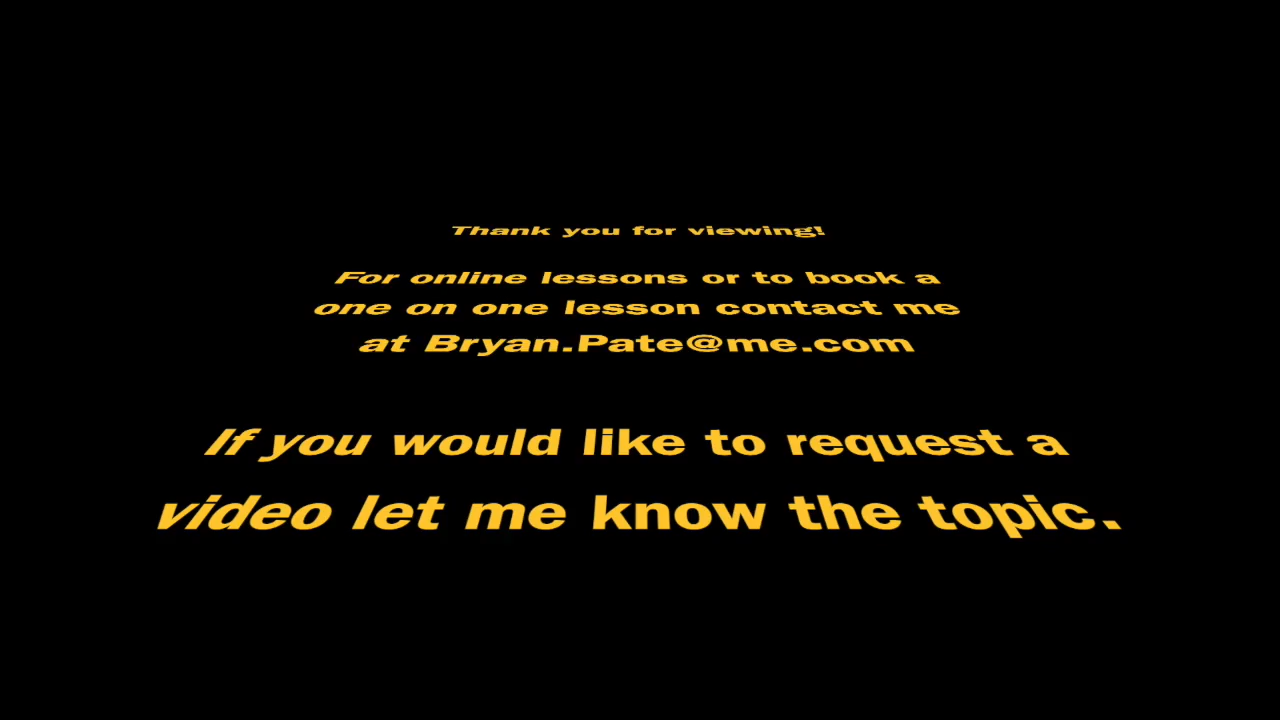 Thank you for viewing!
For online lessons or to book a
one on one lesson contact me
at Bryan.Pate@me.com
If you would like to request a
video let me know the topic.